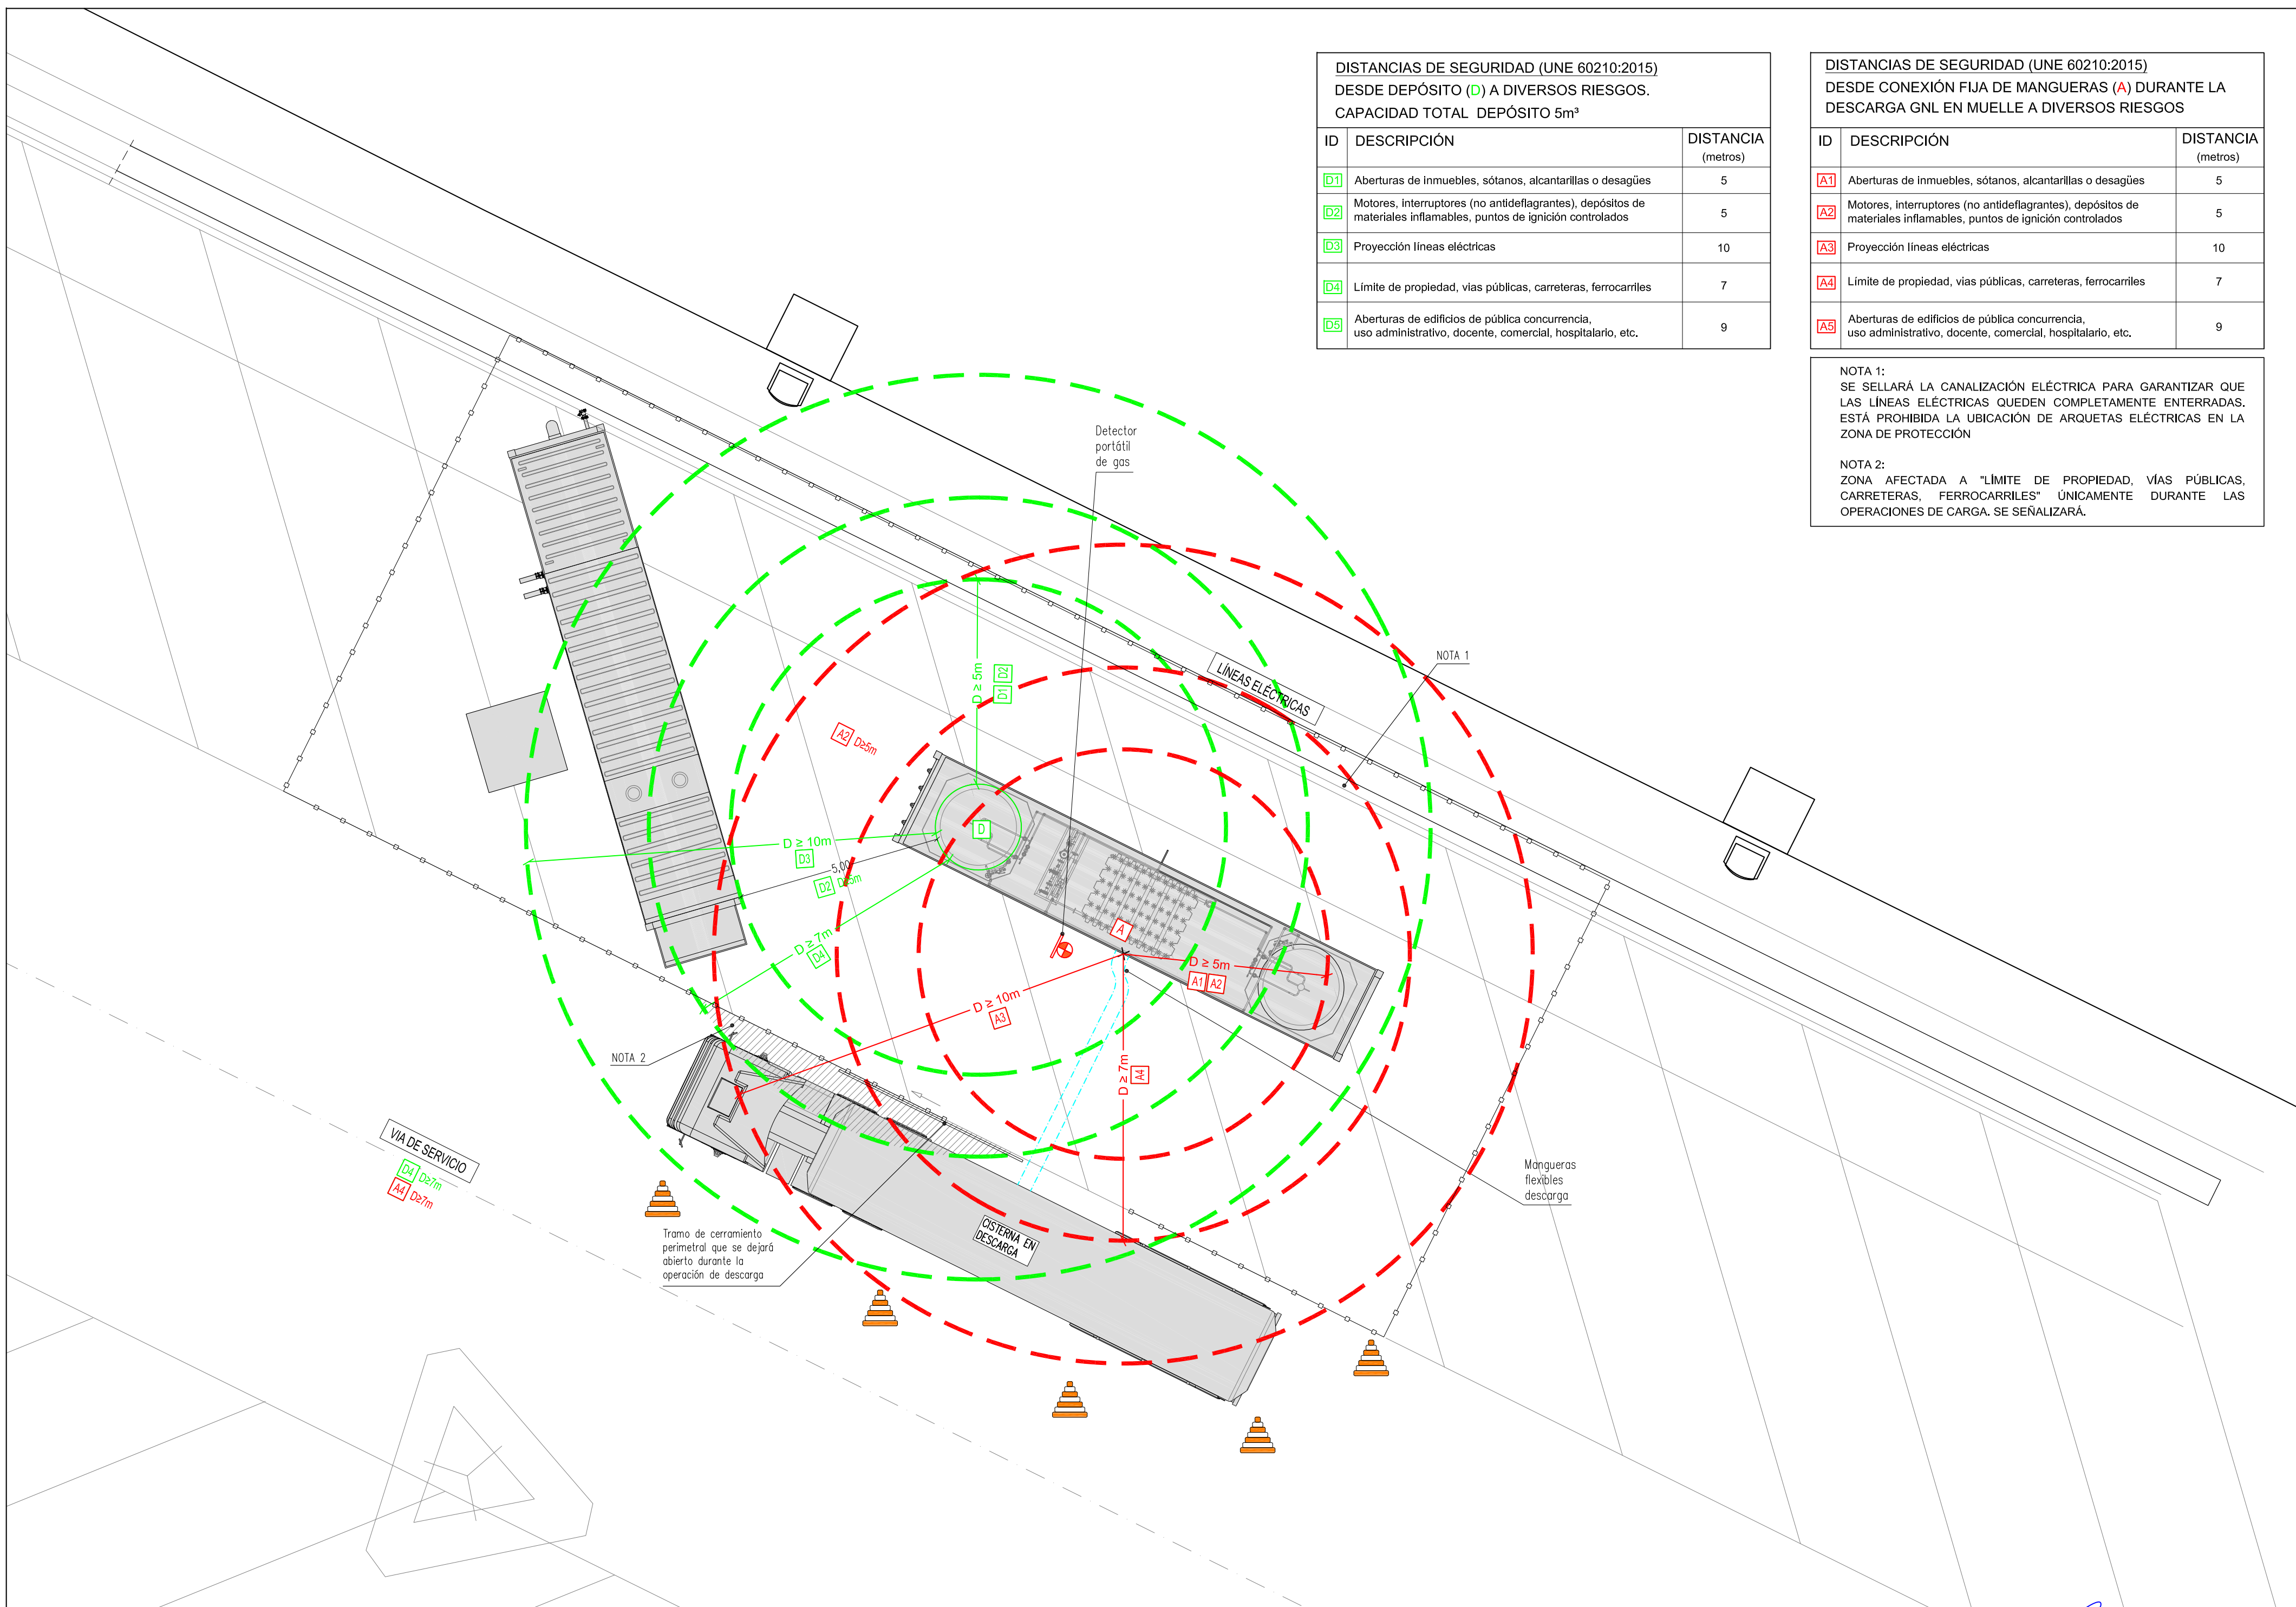 DISTANCIAS DE SEGURIDAD (UNE 60210:2015)
DESDE DEPÓSITO (D) A DIVERSOS RIESGOS.
CAPACIDAD TOTAL DEPÓSITO 5m³
ID DESCRIPCIÓN DISTANCIA
(metros)
D1 Aberturas de inmuebles, sótanos, alcantarillas o desagües 5
D2 Motores, interruptores (no antideflagrantes), depósitos de
materiales inflamables, puntos de ignición controlados 5
D3 Proyección líneas eléctricas 10
D4 Límite de propiedad, vias públicas, carreteras, ferrocarriles 7
D5 Aberturas de edificios de pública concurrencia,
uso administrativo, docente, comercial, hospitalario, etc. 9
DISTANCIAS DE SEGURIDAD (UNE 60210:2015)
DESDE CONEXIÓN FIJA DE MANGUERAS (A) DURANTE LA
DESCARGA GNL EN MUELLE A DIVERSOS RIESGOS
ID DESCRIPCIÓN DISTANCIA
(metros)
A1 Aberturas de inmuebles, sótanos, alcantarillas o desagües 5
A2 Motores, interruptores (no antideflagrantes), depósitos de
materiales inflamables, puntos de ignición controlados 5
A3 Proyección líneas eléctricas 10
A4 Límite de propiedad, vias públicas, carreteras, ferrocarriles 7
A5 Aberturas de edificios de pública concurrencia,
uso administrativo, docente, comercial, hospitalario, etc. 9
NOTA 1:
SE SELLARÁ LA CANALIZACIÓN ELÉCTRICA PARA GARANTIZAR QUE
LAS LÍNEAS ELÉCTRICAS QUEDEN COMPLETAMENTE ENTERRADAS.
ESTÁ PROHIBIDA LA UBICACIÓN DE ARQUETAS ELÉCTRICAS EN LA
ZONA DE PROTECCIÓN
NOTA 2:
ZONA AFECTADA A "LÍMITE DE PROPIEDAD, VÍAS PÚBLICAS,
CARRETERAS, FERROCARRILES" ÚNICAMENTE DURANTE LAS
OPERACIONES DE CARGA. SE SEÑALIZARÁ.
Detector
portátil
de gas
NOTA 1
LÍNEAS ELÉCTRICAS
D ≥ 5m
D1 D2
A2 D≥5m
D
D ≥ 10m
D3
5,00
D2 D≥5m
D ≥ 7m
D4
A
D ≥ 5m
A1 A2
D ≥ 10m
A3
D ≥ 7m
A4
NOTA 2
VIA DE SERVICIO
D4 D≥7m
A4 D≥7m
Mangueras
flexibles
descarga
CISTERNA EN
DESCARGA
Tramo de cerramiento
perimetral que se dejará
abierto durante la
operación de descarga